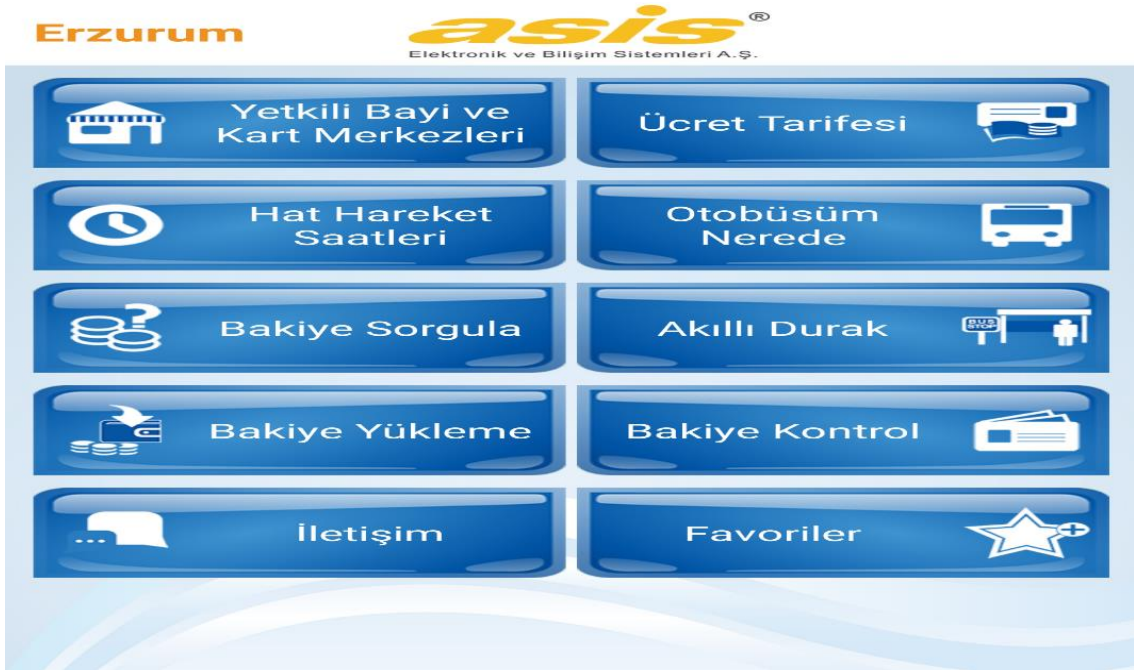 Erzurum
asis®
Elektronik ve Bilişim Sistemleri A.Ş.
Yetkili Bayi ve
Kart Merkezleri
Ücret Tarifesi
Hat Hareket
Saatleri
Otobüsüm
Nerede
Bakiye Sorgula
Akıllı Durak
BUS
STOP
Bakiye Yükleme
Bakiye Kontrol
İletişim
Favoriler